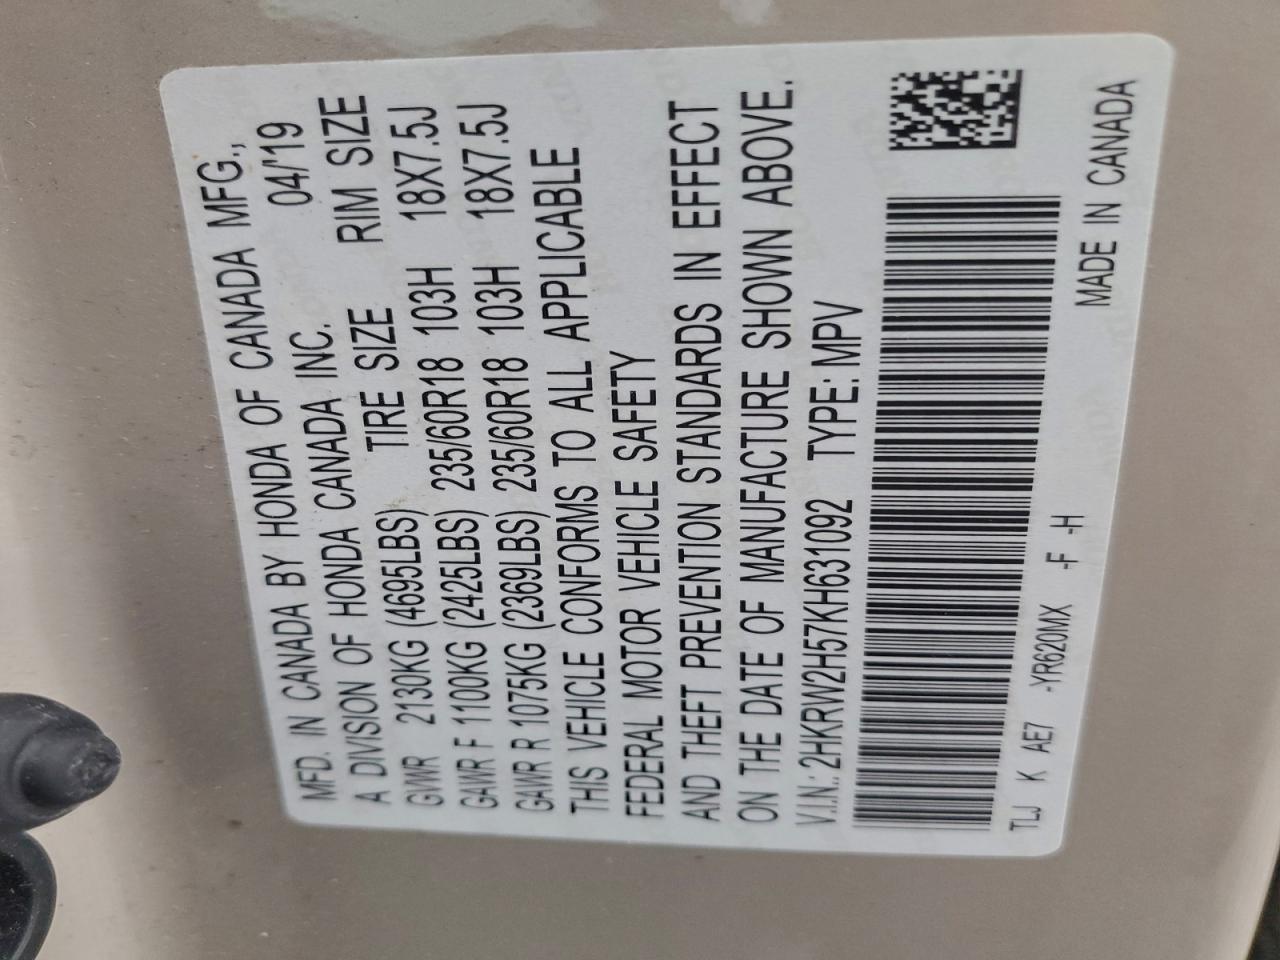 MFD. IN CANADA BY HONDA OF CANADA MFG.,
A DIVISION OF HONDA CANADA INC. 04/'19
TIRE SIZE RIM SIZE
GVWR 2130KG (4695LBS)
GAWR F 1100KG (2425LBS) 235/60R18 103H 18X7.5J
GAWR R 1075KG (2369LBS) 235/60R18 103H 18X7.5J
THIS VEHICLE CONFORMS TO ALL APPLICABLE
FEDERAL MOTOR VEHICLE SAFETY
AND THEFT PREVENTION STANDARDS IN EFFECT
ON THE DATE OF MANUFACTURE SHOWN ABOVE.
V.I.N.: 2HKRW2H57KH631092 TYPE: MPV
TLJ K AE7 -YR620MX -F -H
MADE IN CANADA